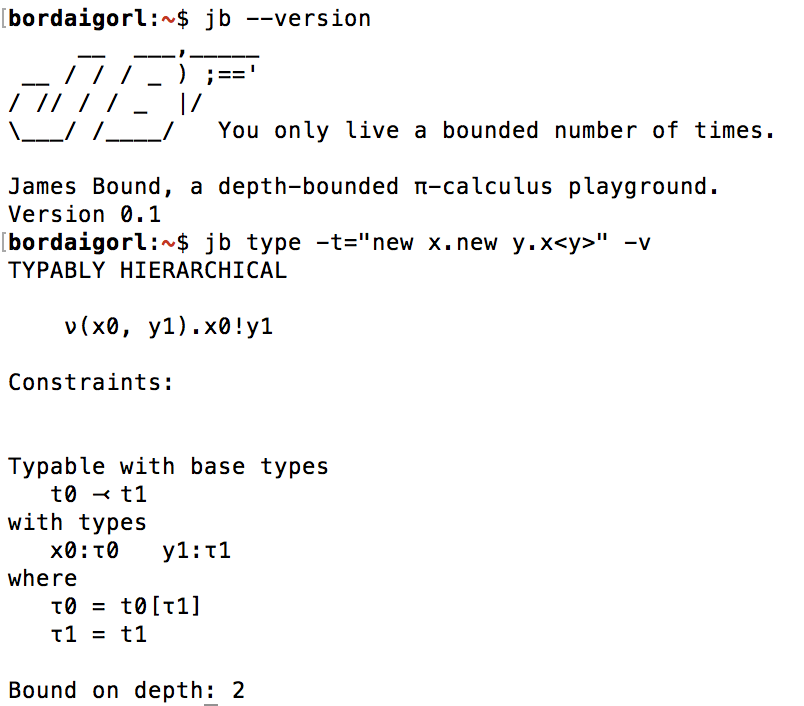 [bordaigorl:~$ jb --version
      __  ___,_____
 __ / / / _ ) ;=='
/ // / / _  |/
\___/ /____/   You only live a bounded number of times.
James Bound, a depth-bounded π-calculus playground.
Version 0.1
[bordaigorl:~$ jb type -t="new x.new y.x<y>" -v
TYPABLY HIERARCHICAL
ν(x0, y1).x0!y1
Constraints:
Typable with base types
t0 ⤙ t1
with types
x0:τ0   y1:τ1
where
τ0 = t0[τ1]
τ1 = t1
Bound on depth: 2